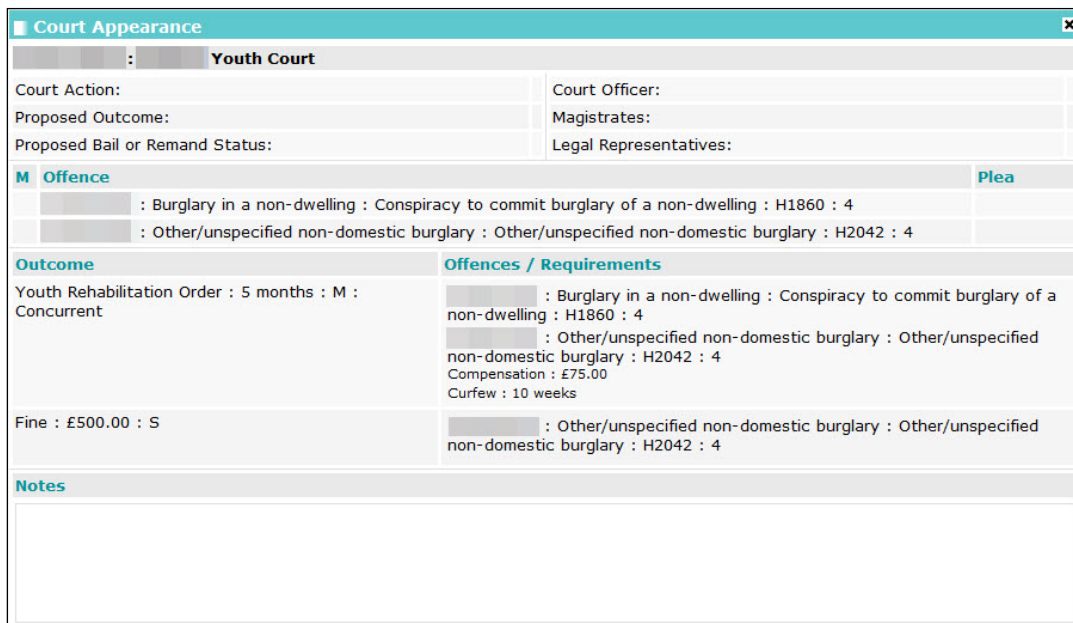 Court Appearance
: Youth Court
Court Action:
Court Officer:
Proposed Outcome:
Magistrates:
Proposed Bail or Remand Status:
Legal Representatives:
M Offence Plea
: Burglary in a non-dwelling : Conspiracy to commit burglary of a non-dwelling : H1860 : 4
: Other/unspecified non-domestic burglary : Other/unspecified non-domestic burglary : H2042 : 4
Outcome
Offences / Requirements
Youth Rehabilitation Order : 5 months : M :
Concurrent
: Burglary in a non-dwelling : Conspiracy to commit burglary of a
non-dwelling : H1860 : 4
: Other/unspecified non-domestic burglary : Other/unspecified
non-domestic burglary : H2042 : 4
Compensation : £75.00
Curfew : 10 weeks
Fine : £500.00 : S
: Other/unspecified non-domestic burglary : Other/unspecified
non-domestic burglary : H2042 : 4
Notes